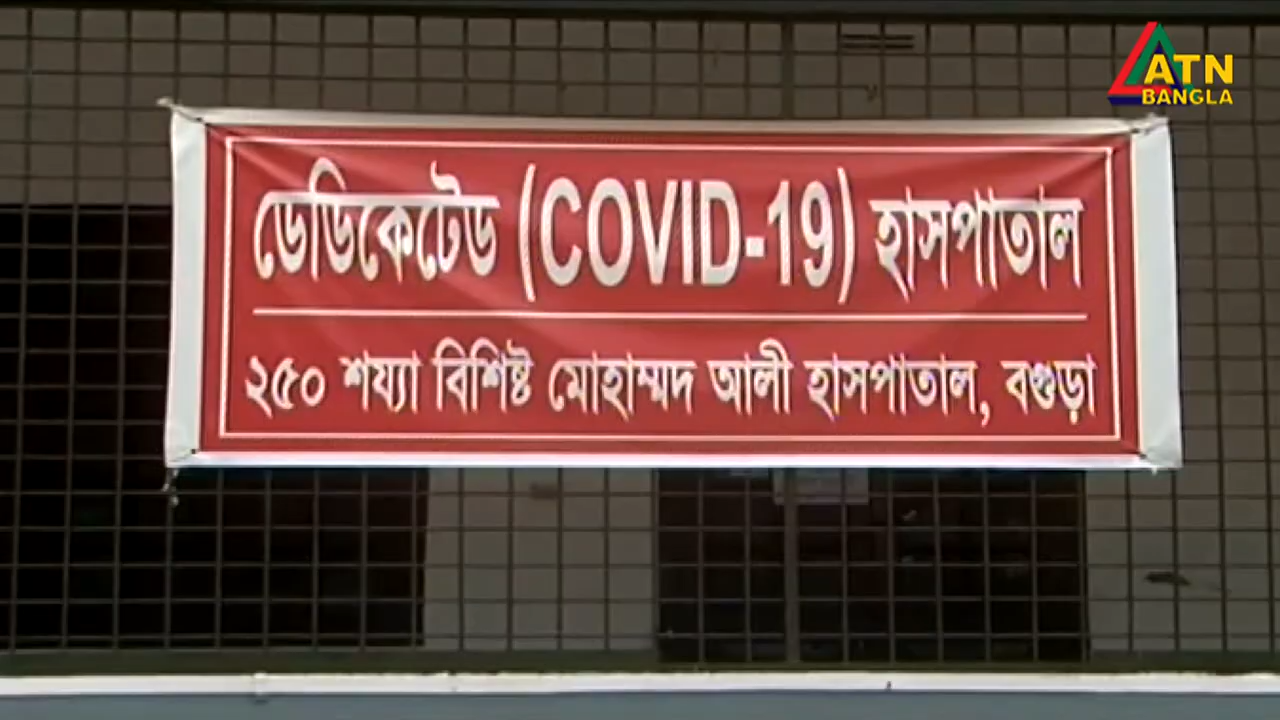 ATN
BANGLA
ডেডিকেটেড (COVID-19) হাসপাতাল
২৫০ শয্যা বিশিষ্ট মোহাম্মদ আলী হাসপাতাল, বগুড়া